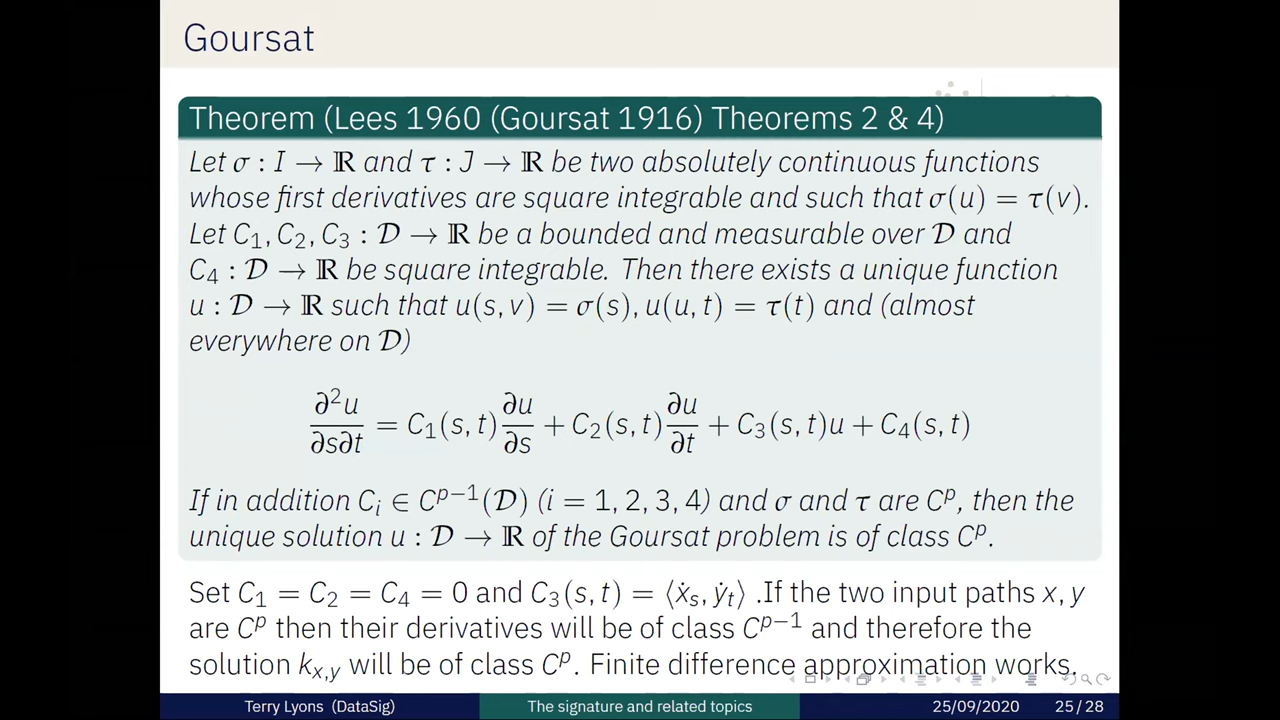 Goursat
Theorem (Lees 1960 (Goursat 1916) Theorems 2 & 4)
Let σ : I → ℝ and τ : J → ℝ be two absolutely continuous functions
whose first derivatives are square integrable and such that σ(u) = τ(v).
Let C₁, C₂, C₃ : 𝒟 → ℝ be a bounded and measurable over 𝒟 and
C₄ : 𝒟 → ℝ be square integrable. Then there exists a unique function
u : 𝒟 → ℝ such that u(s, v) = σ(s), u(u, t) = τ(t) and (almost
everywhere on 𝒟)
∂²u/∂s∂t = C₁(s, t) ∂u/∂s + C₂(s, t) ∂u/∂t + C₃(s, t)u + C₄(s, t)
If in addition Cᵢ ∈ Cᵖ⁻¹(𝒟) (i = 1, 2, 3, 4) and σ and τ are Cᵖ, then the
unique solution u : 𝒟 → ℝ of the Goursat problem is of class Cᵖ.
Set C₁ = C₂ = C₄ = 0 and C₃(s, t) = ⟨ẋₛ, ẏₜ⟩ .If the two input paths x, y
are Cᵖ then their derivatives will be of class Cᵖ⁻¹ and therefore the
solution k_{x,y} will be of class Cᵖ. Finite difference approximation works.
Terry Lyons (DataSig) The signature and related topics 25/09/2020 25 / 28